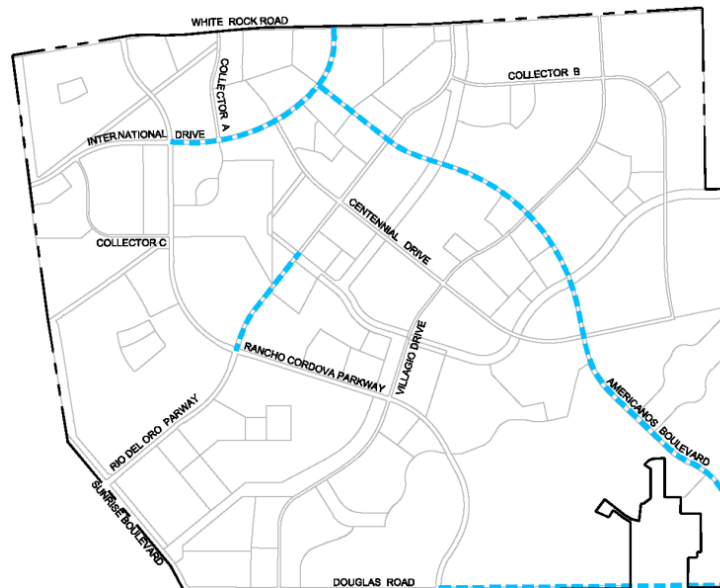 WHITE ROCK ROAD
COLLECTOR A
COLLECTOR B
INTERNATIONAL DRIVE
CENTENNIAL DRIVE
COLLECTOR C
RANCHO CORDOVA PARKWAY
VILLAGIO DRIVE
AMERICANOS BOULEVARD
RIO DEL ORO PARWAY
SUNRISE BOULEVARD
DOUGLAS ROAD